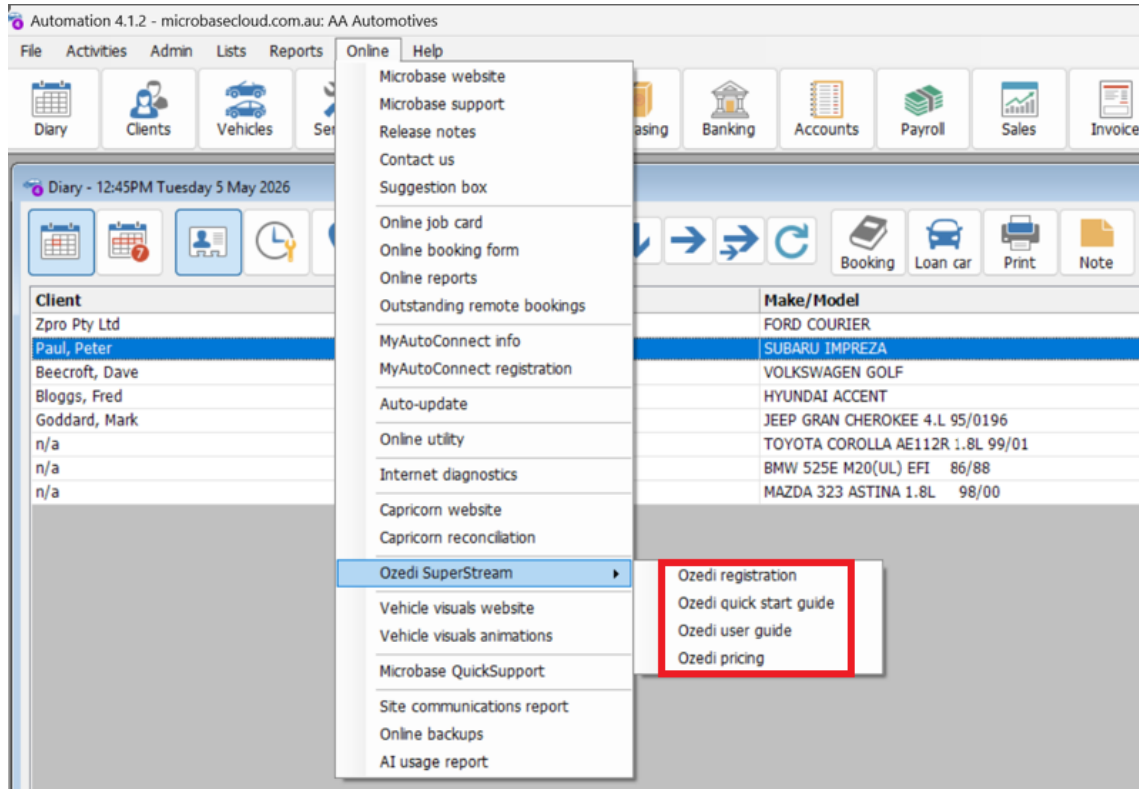 Automation 4.1.2 - microbasecloud.com.au: AA Automotives
File Activities Admin Lists Reports Online Help
Diary Clients Vehicles Banking Accounts Payroll Sales
Diary - 12:45PM Tuesday 5 May 2026
7
Booking Loan car Print Note
Client Make/Model
Zpro Pty Ltd FORD COURIER
Paul, Peter SUBARU IMPREZA
Beecroft, Dave VOLKSWAGEN GOLF
Bloggs, Fred HYUNDAI ACCENT
Goddard, Mark JEEP GRAN CHEROKEE 4.L 95/0196
n/a TOYOTA COROLLA AE112R 1.8L 99/01
n/a BMW 525E M20(UL) EFI 86/88
n/a MAZDA 323 ASTINA 1.8L 98/00
Microbase website
Microbase support
Release notes
Contact us
Suggestion box
Online job card
Online booking form
Online reports
Outstanding remote bookings
MyAutoConnect info
MyAutoConnect registration
Auto-update
Online utility
Internet diagnostics
Capricorn website
Capricorn reconciliation
Ozedi SuperStream
Vehicle visuals website
Vehicle visuals animations
Microbase QuickSupport
Site communications report
Online backups
AI usage report
Ozedi registration
Ozedi quick start guide
Ozedi user guide
Ozedi pricing